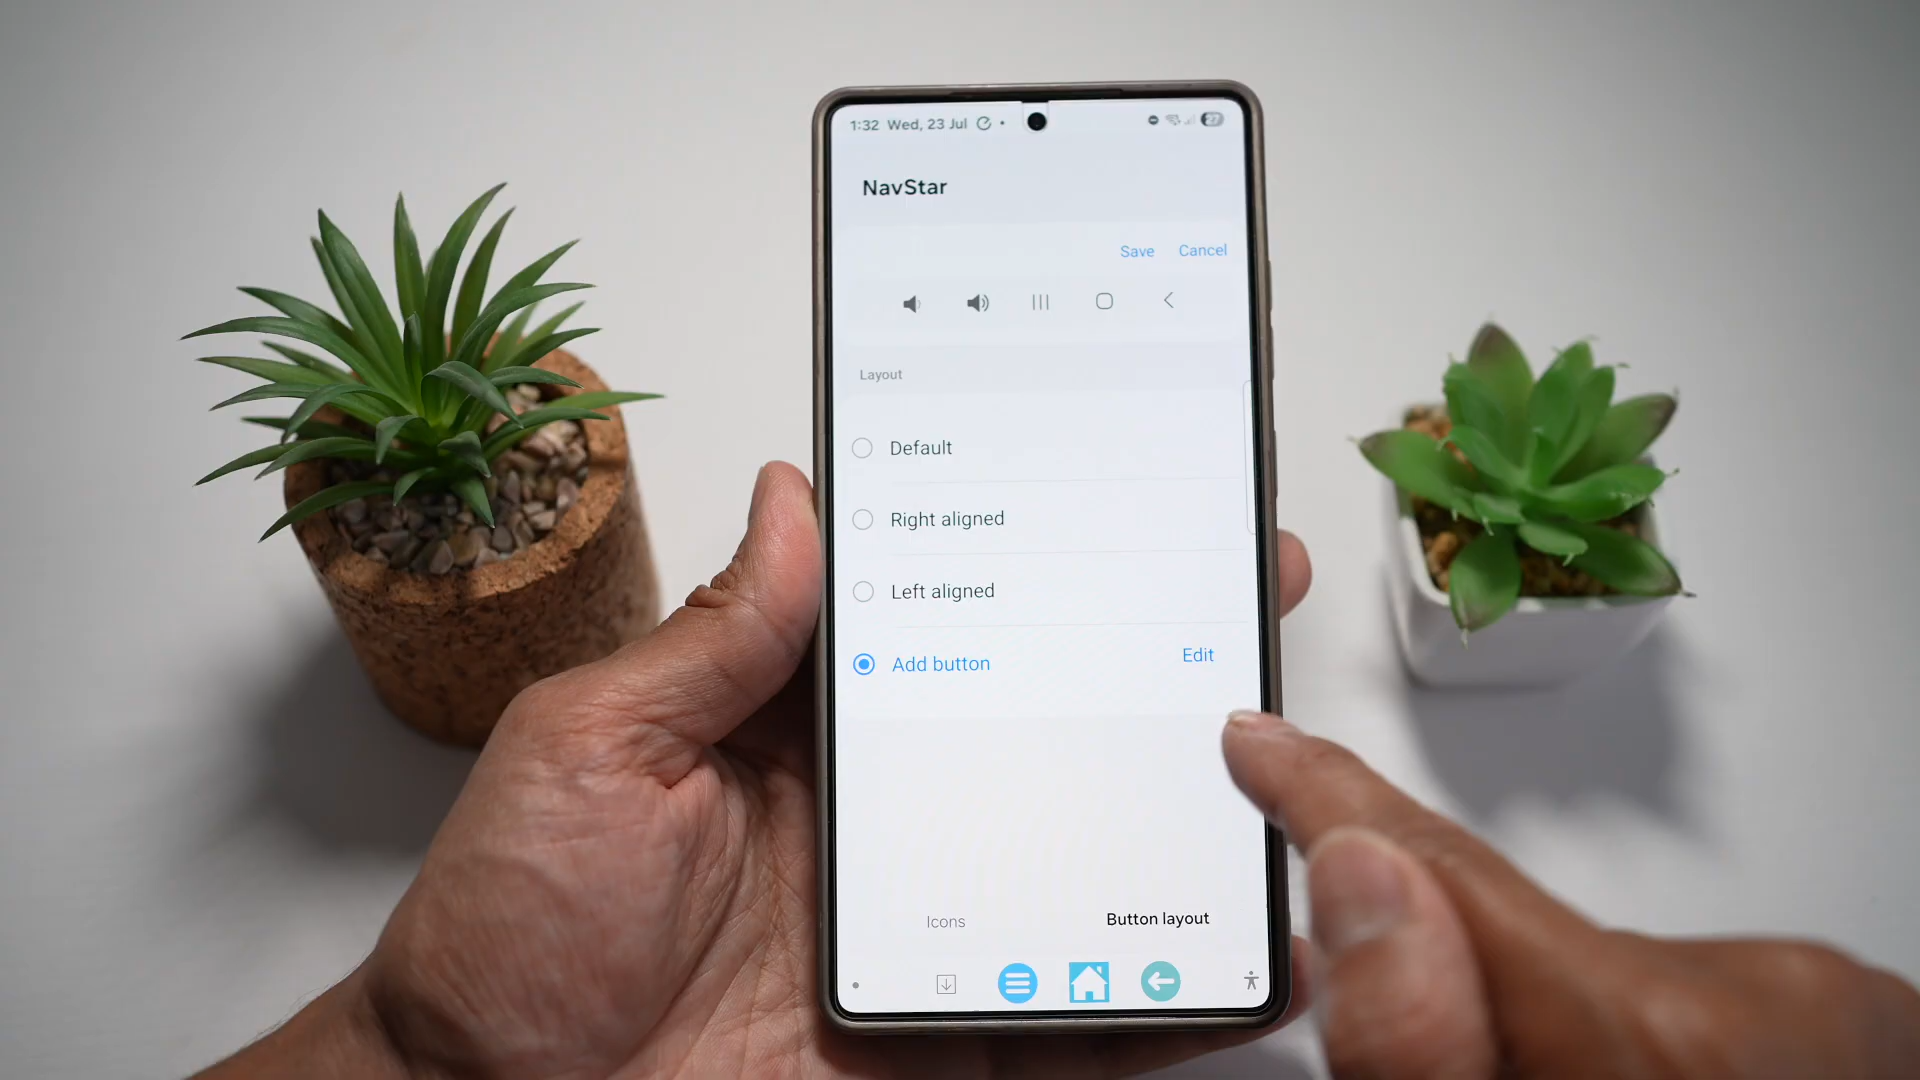 1:32 Wed, 23 Jul
27
NavStar
Save Cancel
Layout
Default
Right aligned
Left aligned
Add button Edit
Icons Button layout